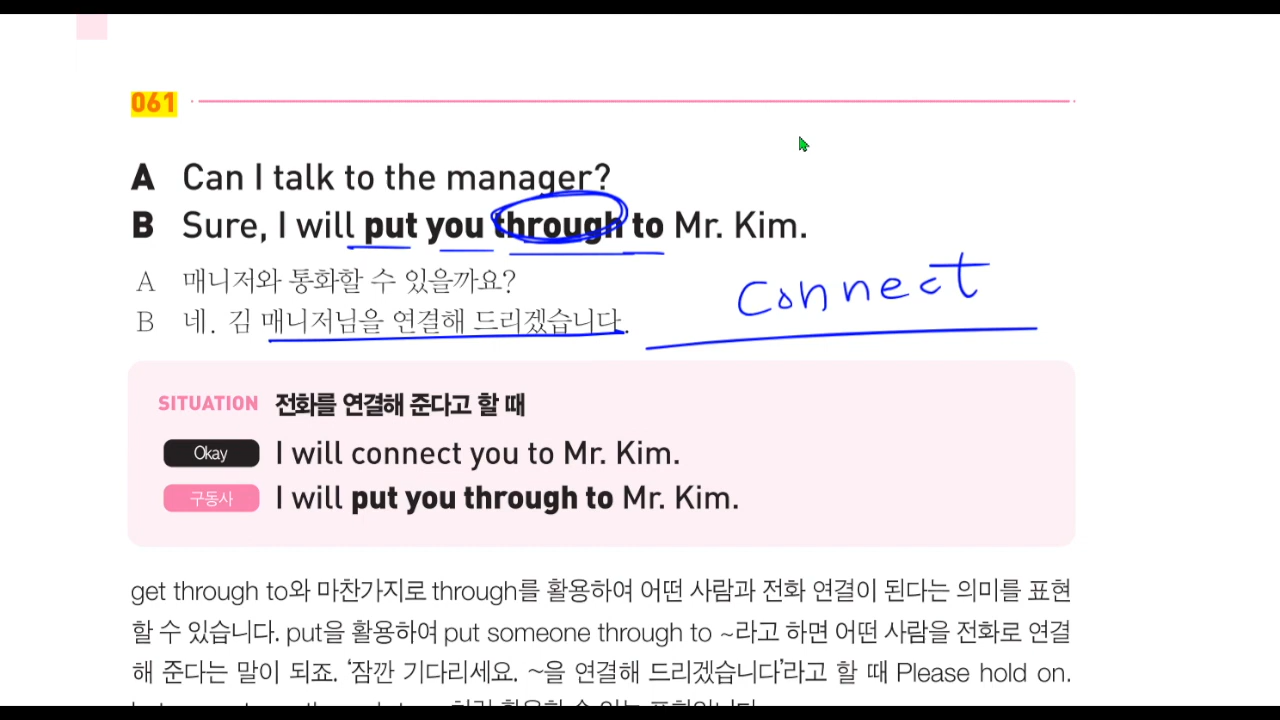 061
A Can I talk to the manager?
B Sure, I will put you through to Mr. Kim.
A 매니저와 통화할 수 있을까요?
B 네. 김 매니저님을 연결해 드리겠습니다.
connect
SITUATION 전화를 연결해 준다고 할 때
Okay I will connect you to Mr. Kim.
구동사 I will put you through to Mr. Kim.
get through to와 마찬가지로 through를 활용하여 어떤 사람과 전화 연결이 된다는 의미를 표현
할 수 있습니다. put을 활용하여 put someone through to ~라고 하면 어떤 사람을 전화로 연결
해 준다는 말이 되죠. ‘잠깐 기다리세요. ~을 연결해 드리겠습니다’라고 할 때 Please hold on.